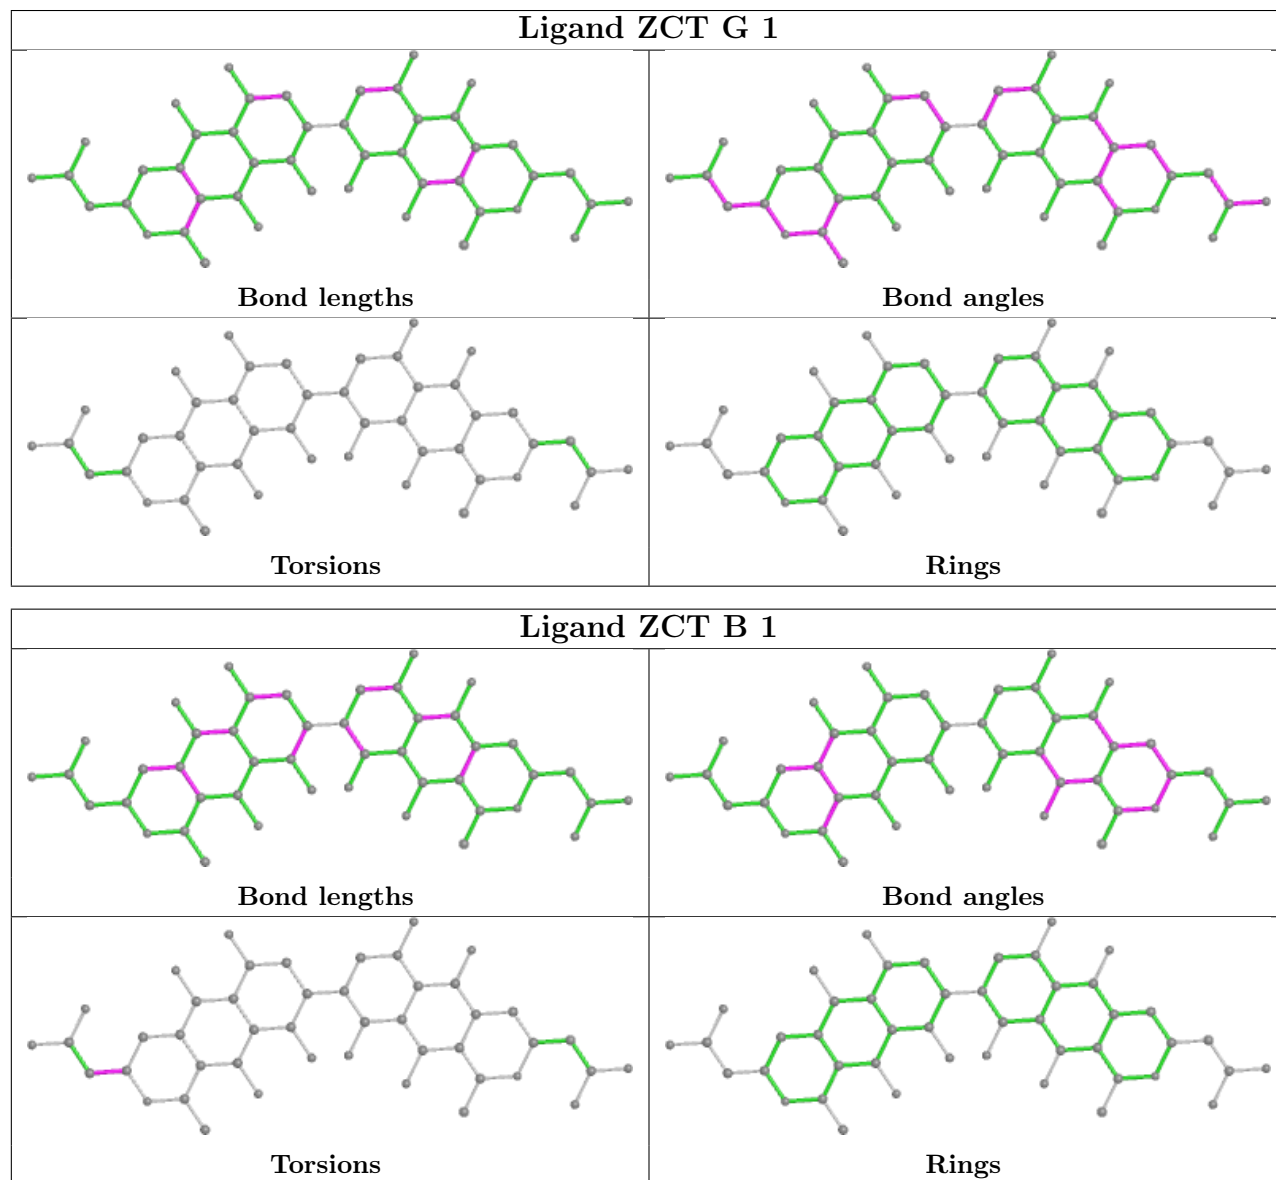 Ligand ZCT G 1
Bond lengths
Bond angles
Torsions
Rings
Ligand ZCT B 1
Bond lengths
Bond angles
Torsions
Rings